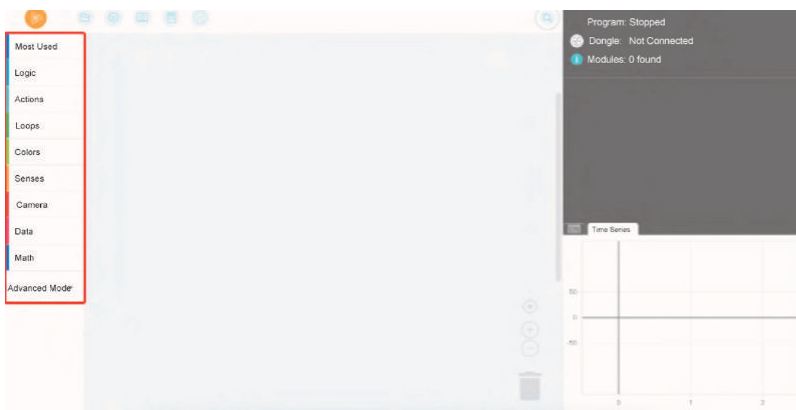 Most Used
Logic
Actions
Loops
Colors
Senses
Camera
Data
Math
Advanced Mode
Program: Stopped
Dongle: Not Connected
Modules: 0 found
Time Series
50
0
-50
0
1
2